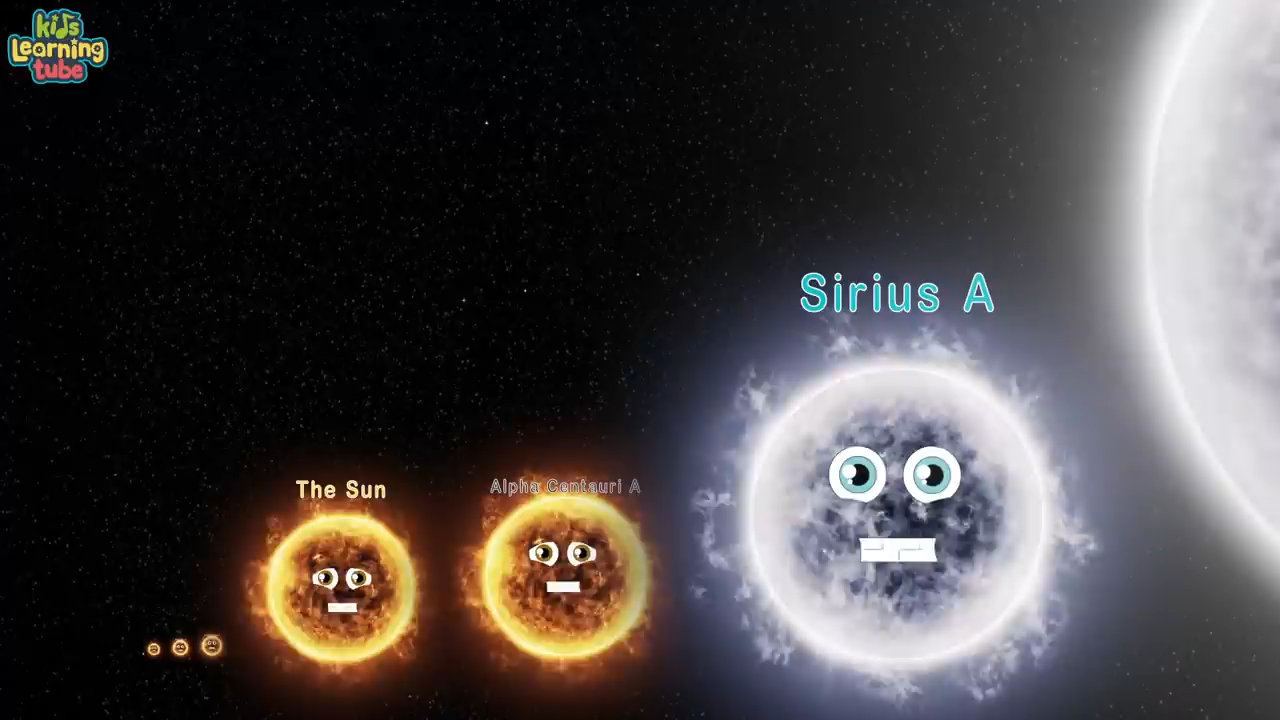 kids
Learning
tube
Sirius A
The Sun
Alpha Centauri A